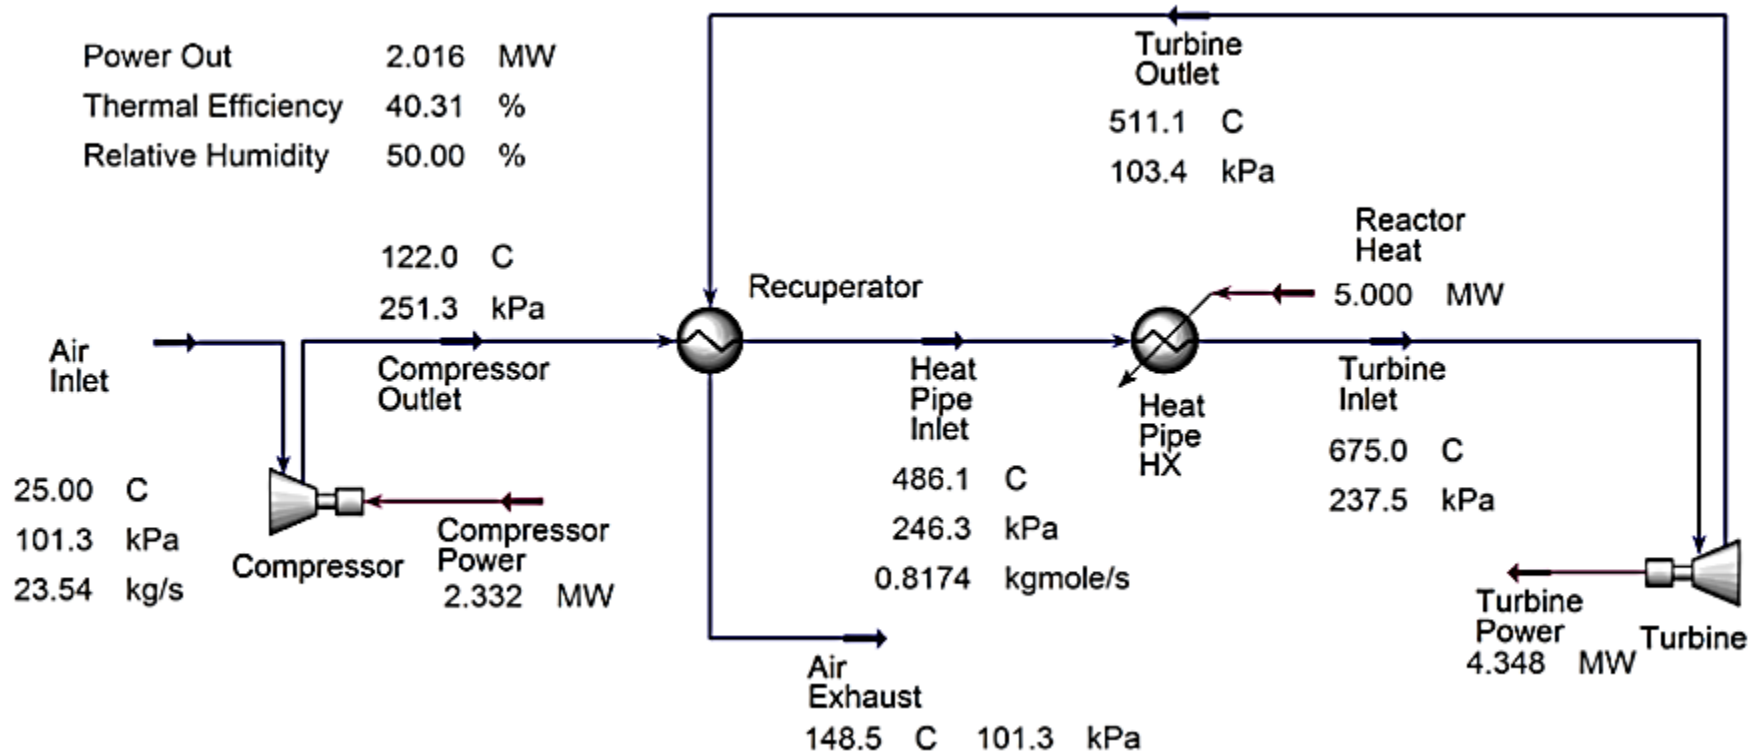 Power Out 2.016 MW
Thermal Efficiency 40.31 %
Relative Humidity 50.00 %
Turbine
Outlet
511.1 C
103.4 kPa
Reactor
Heat
5.000 MW
122.0 C
251.3 kPa
Recuperator
Air
Inlet
Compressor
Outlet
Heat
Pipe
Inlet
Heat
Pipe
HX
Turbine
Inlet
25.00 C
101.3 kPa
23.54 kg/s
Compressor
Compressor
Power
2.332 MW
486.1 C
246.3 kPa
0.8174 kgmole/s
675.0 C
237.5 kPa
Turbine
Power
4.348 MW
Turbine
Air
Exhaust
148.5 C 101.3 kPa